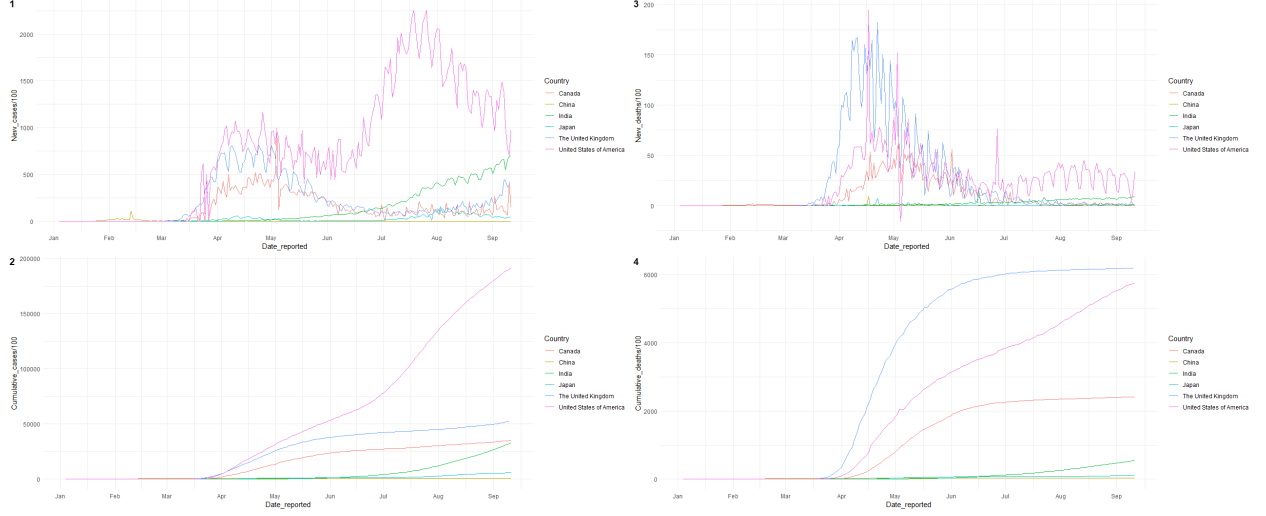 1
New_cases/100
2000
1500
1000
500
0
Jan Feb Mar Apr May Jun Jul Aug Sep
Date_reported
Country
Canada
China
India
Japan
The United Kingdom
United States of America
3
New_deaths/100
200
150
100
50
0
Jan Feb Mar Apr May Jun Jul Aug Sep
Date_reported
Country
Canada
China
India
Japan
The United Kingdom
United States of America
2
Cumulative_cases/100
200000
150000
100000
50000
0
Jan Feb Mar Apr May Jun Jul Aug Sep
Date_reported
Country
Canada
China
India
Japan
The United Kingdom
United States of America
4
Cumulative_deaths/100
6000
4000
2000
0
Jan Feb Mar Apr May Jun Jul Aug Sep
Date_reported
Country
Canada
China
India
Japan
The United Kingdom
United States of America